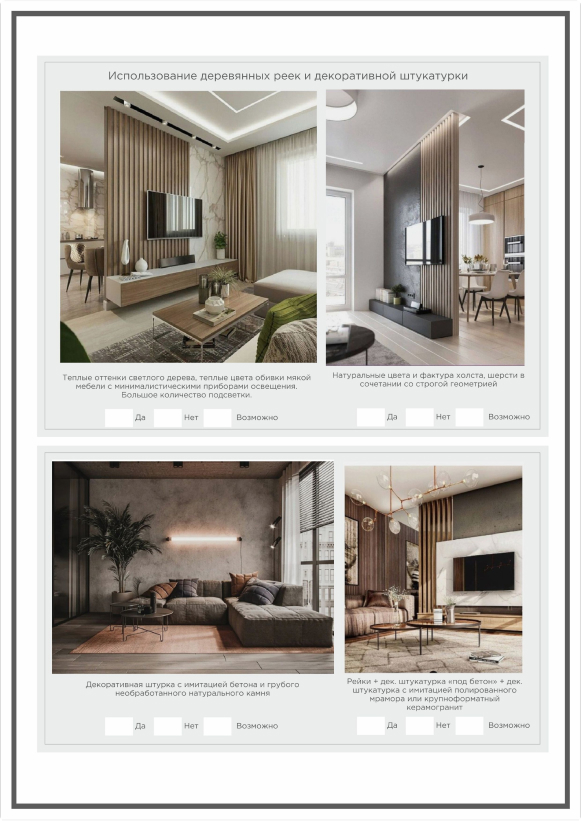 Использование деревянных реек и декоративной штукатурки
Теплые оттенки светлого дерева, теплые цвета обивки мякой
мебели с минималистическими приборами освещения.
Большое количество подсветки.
Да Нет Возможно
Натуральные цвета и фактура холста, шерсти в
сочетании со строгой геометрией
Да Нет Возможно
Декоративная штурка с имитацией бетона и грубого
необработанного натурального камня
Да Нет Возможно
Рейки + дек. штукатурка «под бетон» + дек.
штукатурка с имитацией полированного
мрамора или крупноформатный
керамогранит
Да Нет Возможно